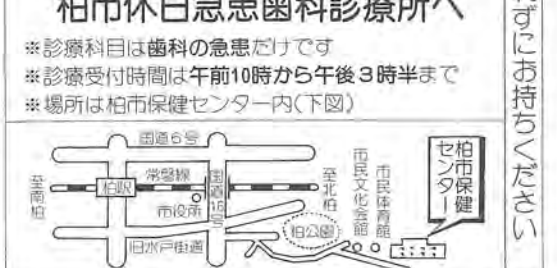 柏市休日急患歯科診療所へ
※診療科目は歯科の急患だけです
※診療受付時間は午前10時から午後3時半まで
※場所は柏市保健センター内(下図)
ずにお持ちください
国道6号
常磐線
至南柏
柏駅
国道16号
市役所
至北柏
市民文化会館
市民体育館
柏市保健センター
柏公園
旧水戸街道